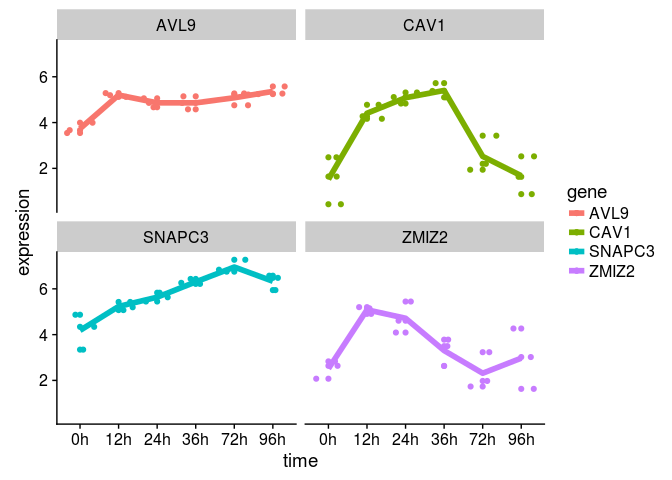 AVL9 CAV1
6
4
2
SNAPC3 ZMIZ2
6
4
2
0h 12h 24h 36h 72h 96h 0h 12h 24h 36h 72h 96h
time
expression
gene
AVL9
CAV1
SNAPC3
ZMIZ2